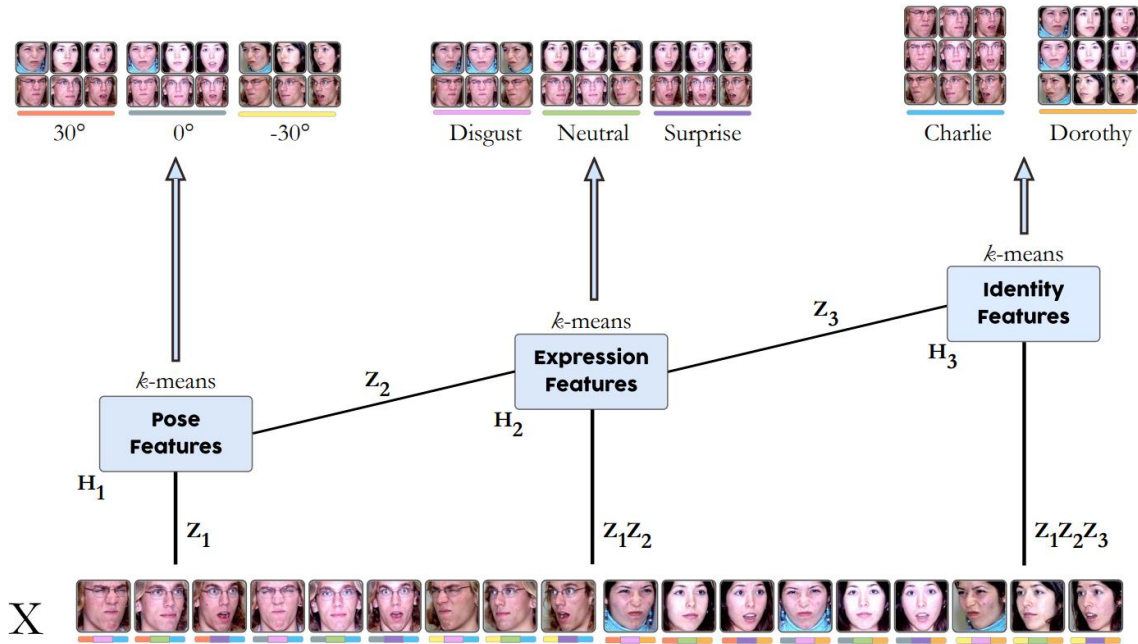 30° 0° -30°
Disgust Neutral Surprise
Charlie Dorothy
k-means
Identity
Features
H3
k-means
Z3
Expression
Features
H2
k-means
Z2
Pose
Features
H1
Z1
Z1Z2
Z1Z2Z3
X